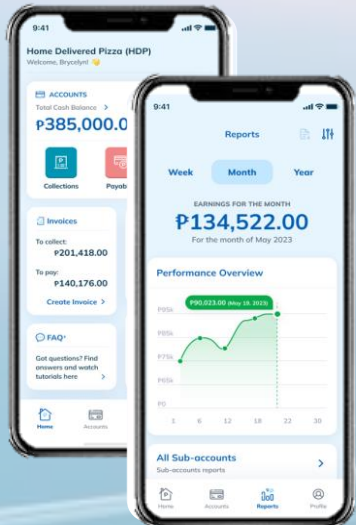 9:41
Home Delivered Pizza (HDP)
Welcome, Brycelyn! 👋
ACCOUNTS
Total Cash Balance >
₱385,000.0
Collections
Payab
Invoices
To collect:
₱201,418.00
To pay:
₱140,176.00
Create Invoice >
FAQ
Got questions? Find
answers and watch
tutorials here >
Home
Accounts
9:41
Reports
Week Month Year
EARNINGS FOR THE MONTH
₱134,522.00
For the month of May 2023
Performance Overview
₱90,023.00 (May 19, 2023)
₱95k
₱85k
₱75k
₱65k
₱0
1 6 12 18 22 30
All Sub-accounts
Sub-accounts reports
Home Accounts Reports Profile